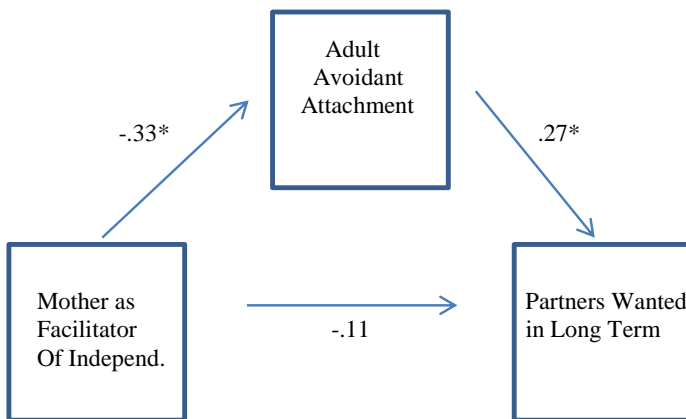 Adult
Avoidant
Attachment
-.33*
.27*
Mother as
Facilitator
Of Independ.
-.11
Partners Wanted
in Long Term